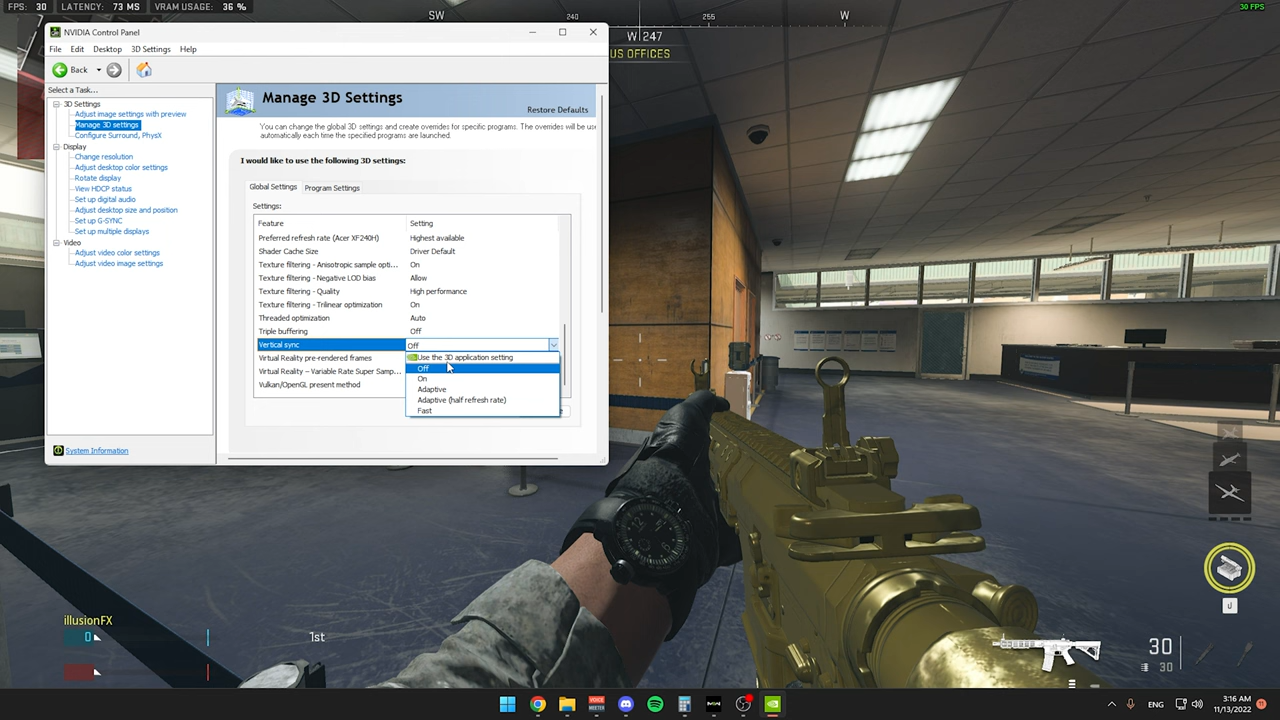 FPS: 30 LATENCY: 73 MS VRAM USAGE: 36 %
SW 240 255 W
30 FPS
W 247
US OFFICES
NVIDIA Control Panel
File Edit Desktop 3D Settings Help
Back
Select a Task...
3D Settings
Adjust image settings with preview
Manage 3D settings
Configure Surround, PhysX
Display
Change resolution
Adjust desktop color settings
Rotate display
View HDCP status
Set up digital audio
Adjust desktop size and position
Set up G-SYNC
Set up multiple displays
Video
Adjust video color settings
Adjust video image settings
System Information
Manage 3D Settings
Restore Defaults
You can change the global 3D settings and create overrides for specific programs. The overrides will be use
automatically each time the specified programs are launched.
I would like to use the following 3D settings:
Global Settings Program Settings
Settings:
Feature Setting
Preferred refresh rate (Acer XF240H) Highest available
Shader Cache Size Driver Default
Texture filtering - Anisotropic sample opti... On
Texture filtering - Negative LOD bias Allow
Texture filtering - Quality High performance
Texture filtering - Trilinear optimization On
Threaded optimization Auto
Triple buffering Off
Vertical sync Off
Virtual Reality pre-rendered frames
Virtual Reality – Variable Rate Super Samp...
Vulkan/OpenGL present method
Use the 3D application setting
Off
On
Adaptive
Adaptive (half refresh rate)
Fast
illusionFX
0
1st
U
30
30
VOICE
MEETER
ENG
3:16 AM
11/13/2022
11